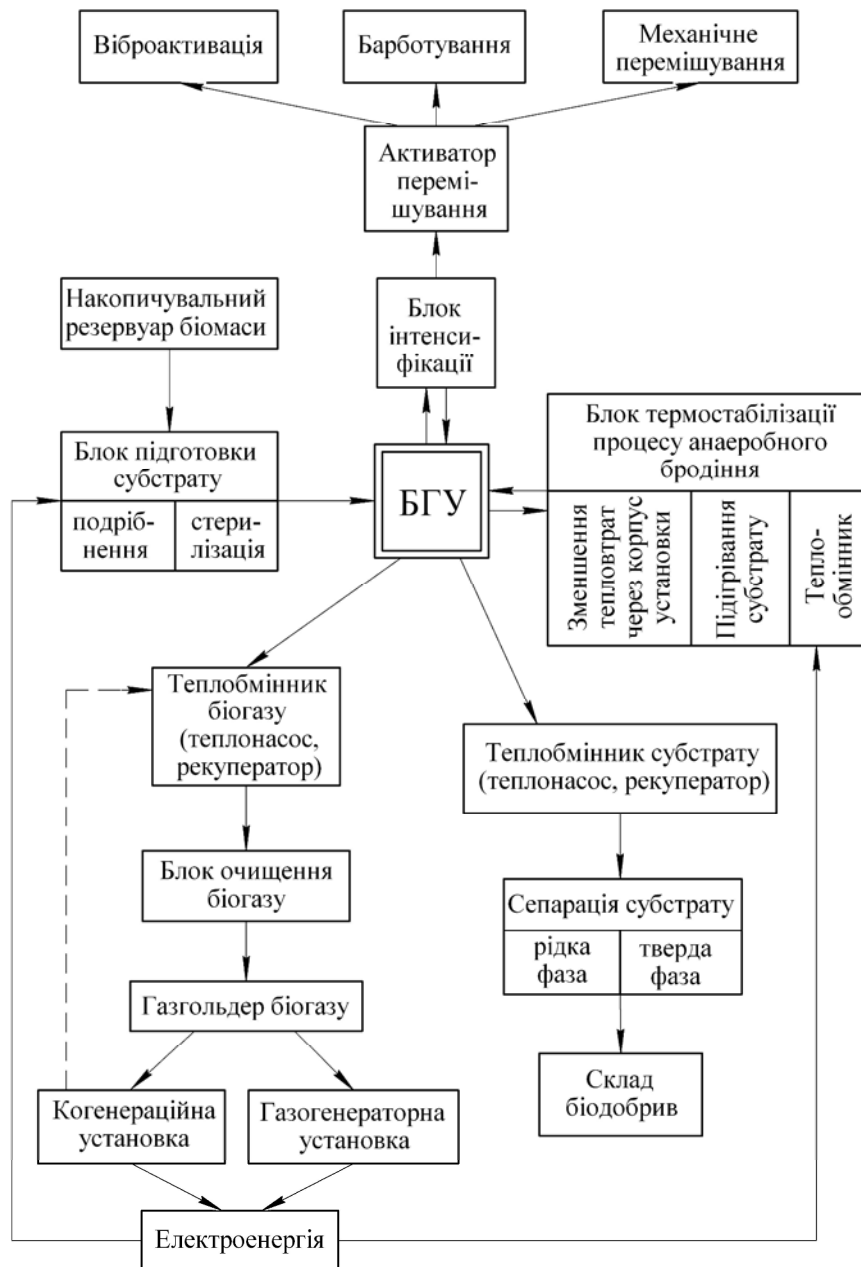 Віброактивація
Барботування
Механічне
перемішування
Активатор
перемі-
шування
Накопичувальний
резервуар біомаси
Блок
інтенси-
фікації
Блок підготовки
субстрату
подріб-
нення
стери-
лізація
БГУ
Блок термостабілізації
процесу анаеробного
бродіння
Зменшення
тепловтрат
через корпус
установки
Підігрівання
субстрату
Тепло-
обмінник
Теплобмінник
біогазу
(теплонасос,
рекуператор)
Теплобмінник субстрату
(теплонасос, рекуператор)
Блок очищення
біогазу
Сепарація субстрату
рідка
фаза
тверда
фаза
Газгольдер біогазу
Склад
біодобрив
Когенераційна
установка
Газогенераторна
установка
Електроенергія